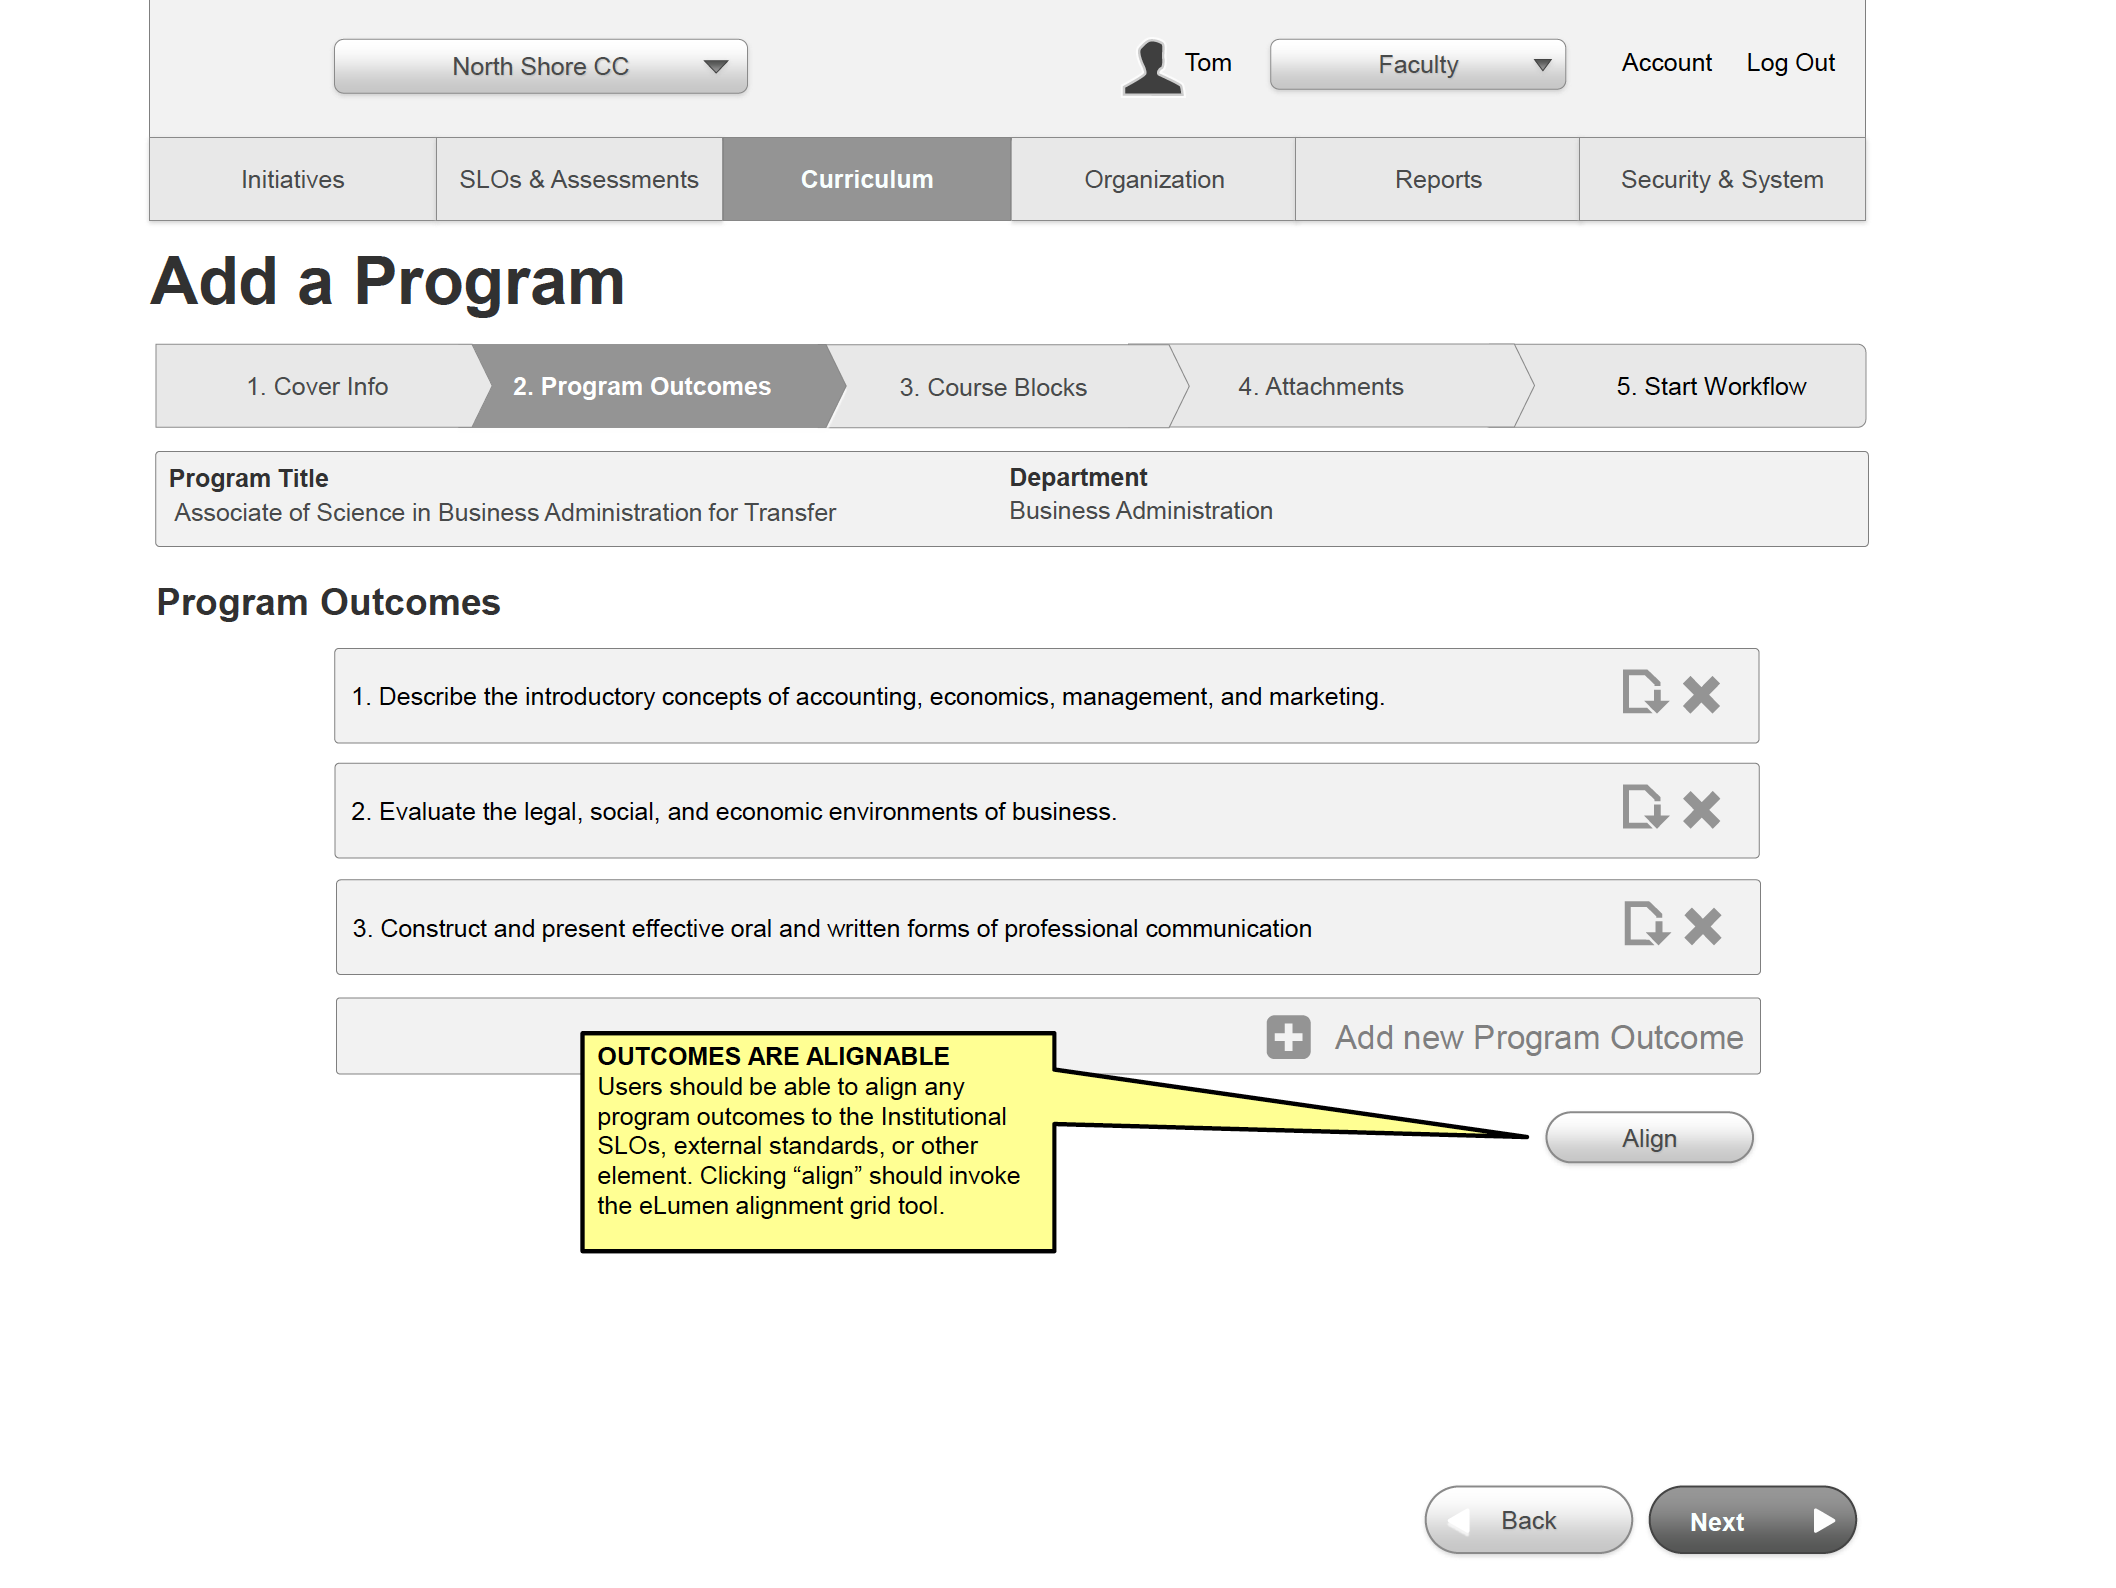 North Shore CC
Tom
Faculty
Account
Log Out
Initiatives
SLOs & Assessments
Curriculum
Organization
Reports
Security & System
Add a Program
1. Cover Info
2. Program Outcomes
3. Course Blocks
4. Attachments
5. Start Workflow
Program Title
Department
Associate of Science in Business Administration for Transfer
Business Administration
Program Outcomes
1. Describe the introductory concepts of accounting, economics, management, and marketing.
2. Evaluate the legal, social, and economic environments of business.
3. Construct and present effective oral and written forms of professional communication
Add new Program Outcome
OUTCOMES ARE ALIGNABLE
Users should be able to align any
program outcomes to the Institutional
SLOs, external standards, or other
element. Clicking “align” should invoke
the eLumen alignment grid tool.
Align
Back
Next